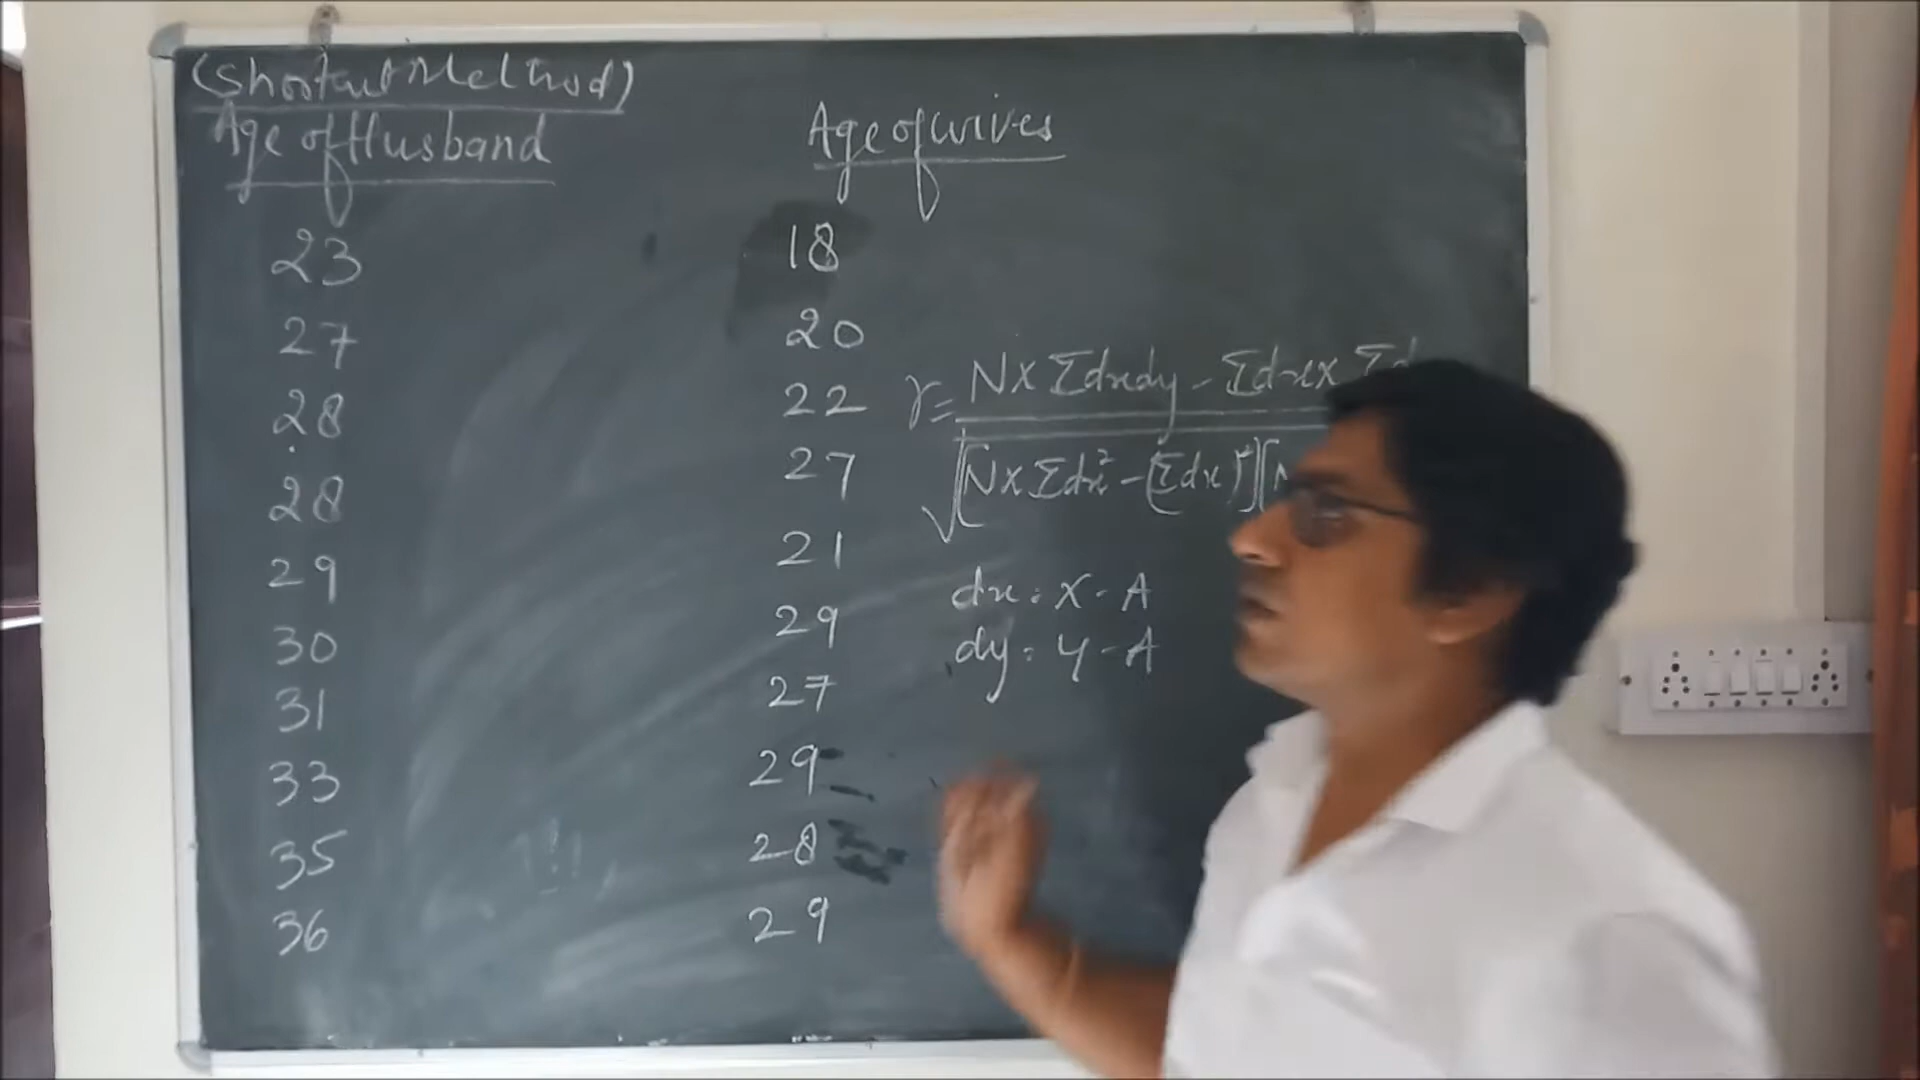 (Shortcut Method)
Age of Husband
Age of wives
23 18
27 20
28 22
28 27
29 21
30 29
31 27
33 29
35 28
36 29
r = N X Σdxdy - Σdx X Σd
√[N X Σdx² - (Σdx)²][N
dx = X - A
dy = Y - A